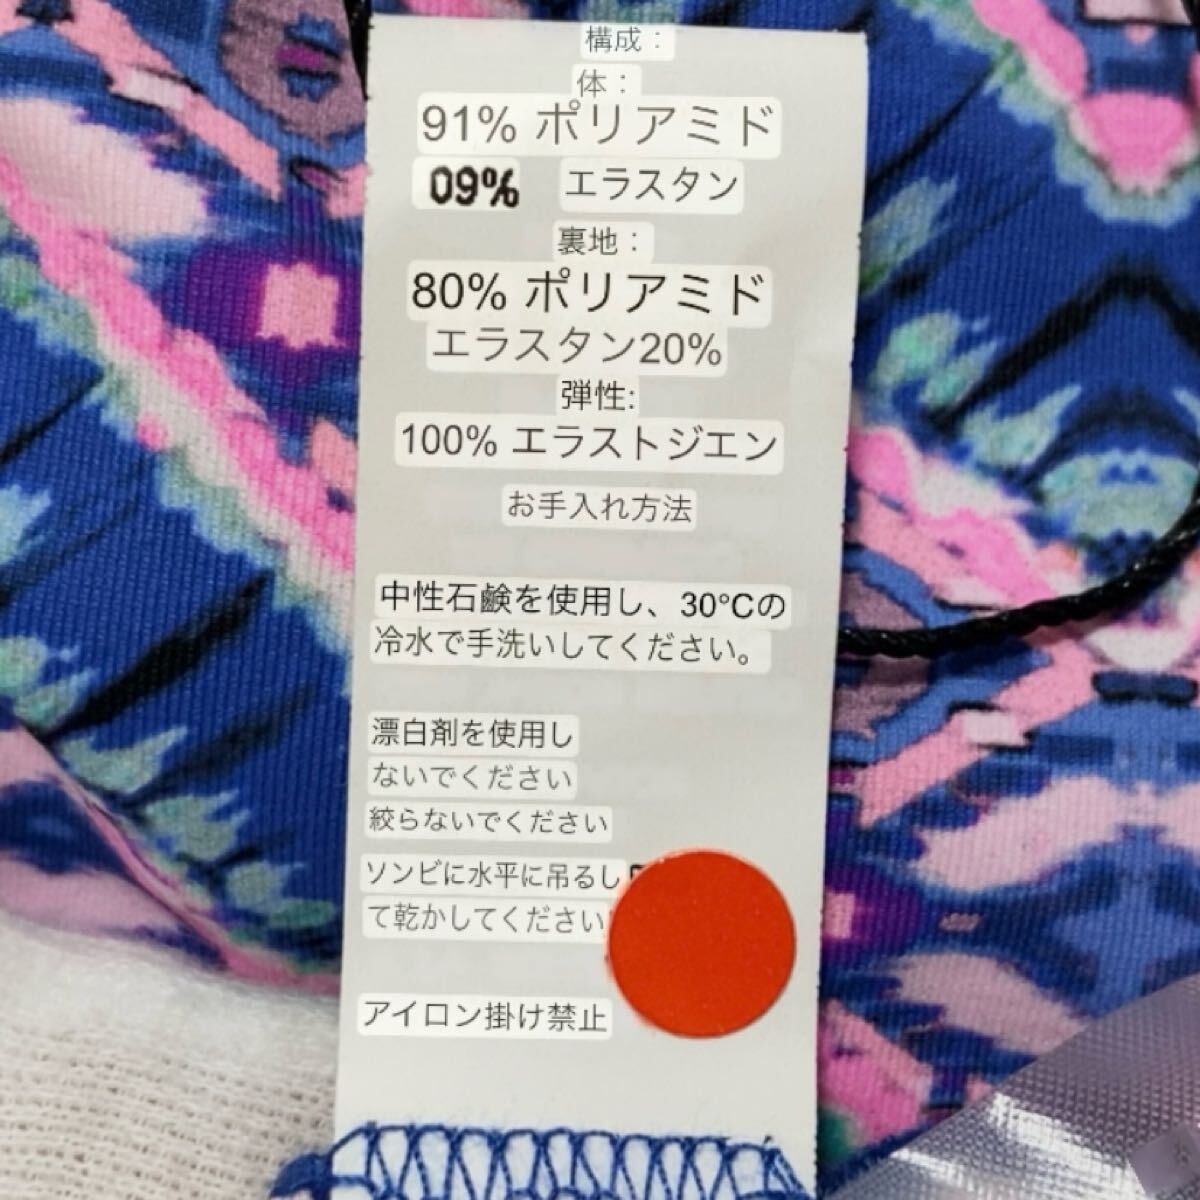 構成：
体：
91% ポリアミド
09% エラスタン
裏地：
80% ポリアミド
エラスタン20%
弾性:
100% エラストジエン
お手入れ方法
中性石鹸を使用し、30°Cの
冷水で手洗いしてください。
漂白剤を使用し
ないでください
絞らないでください
ソンビに水平に吊るし
て乾かしてください
アイロン掛け禁止